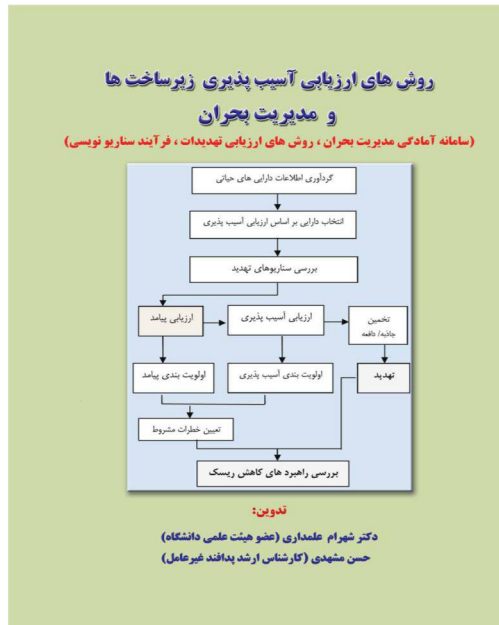 روش های ارزیابی آسیب پذیری زیرساخت ها
و مدیریت بحران
(سامانه آمادگی مدیریت بحران ، روش های ارزیابی تهدیدات ، فرآیند سناریو نویسی)
گردآوری اطلاعات دارایی های حیاتی
انتخاب دارایی بر اساس ارزیابی آسیب پذیری
بررسی سناریوهای تهدید
تخمین
جاذبه/ دافعه
ارزیابی آسیب پذیری
ارزیابی پیامد
تهدید
اولویت بندی آسیب پذیری
اولویت بندی پیامد
تعیین خطرات مشروط
بررسی راهبرد های کاهش ریسک
تدوین:
دکتر شهرام علمداری (عضو هیئت علمی دانشگاه)
حسن مشهدی (کارشناس ارشد پدافند غیرعامل)